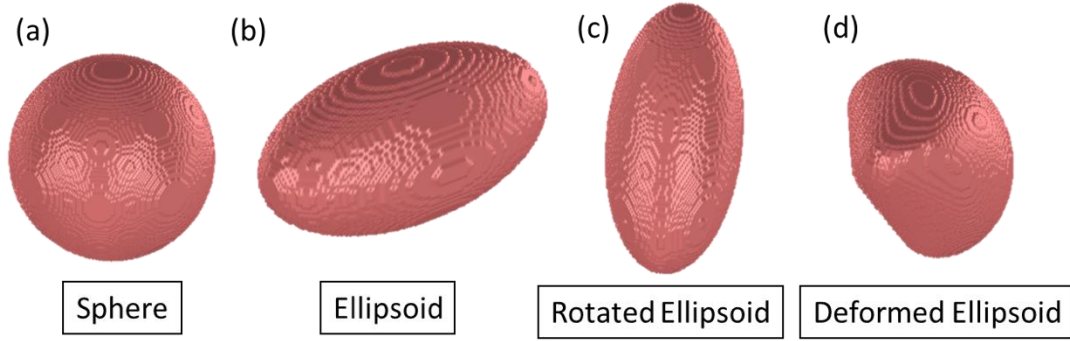 (a)
(b)
(c)
(d)
Sphere
Ellipsoid
Rotated Ellipsoid
Deformed Ellipsoid